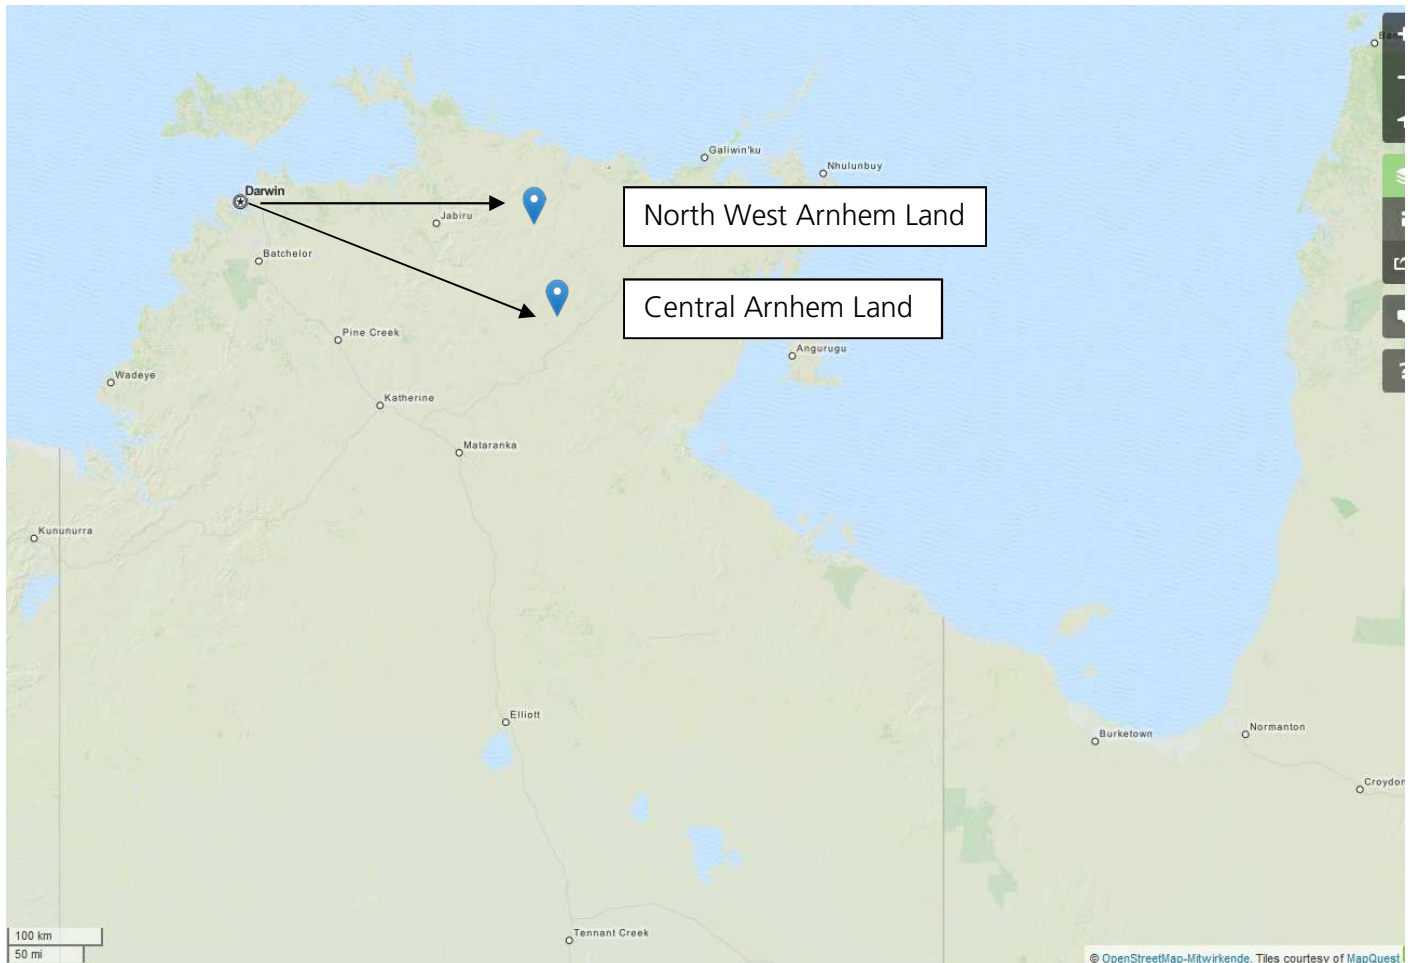 Bam
Galiwin'ku
Nhulunbuy
Darwin
Jabiru
North West Arnhem Land
Batchelor
Central Arnhem Land
Pine Creek
Angurugu
Wadeye
Katherine
Mataranka
Kununurra
Elliott
Normanton
Burketown
Croydon
Tennant Creek
100 km
50 mi
© OpenStreetMap-Mitwirkende. Tiles courtesy of MapQuest